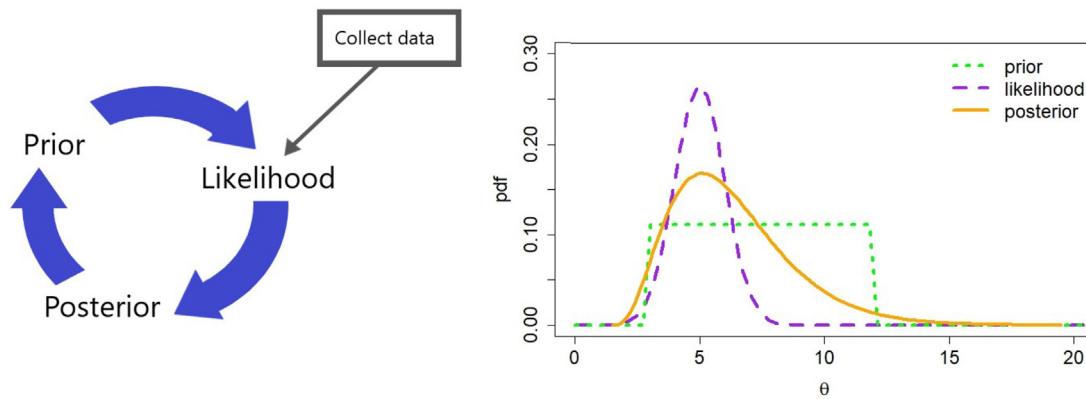 Collect data
Prior
Likelihood
Posterior
0.30
0.20
0.10
0.00
pdf
prior
likelihood
posterior
0 5 10 15 20
θ